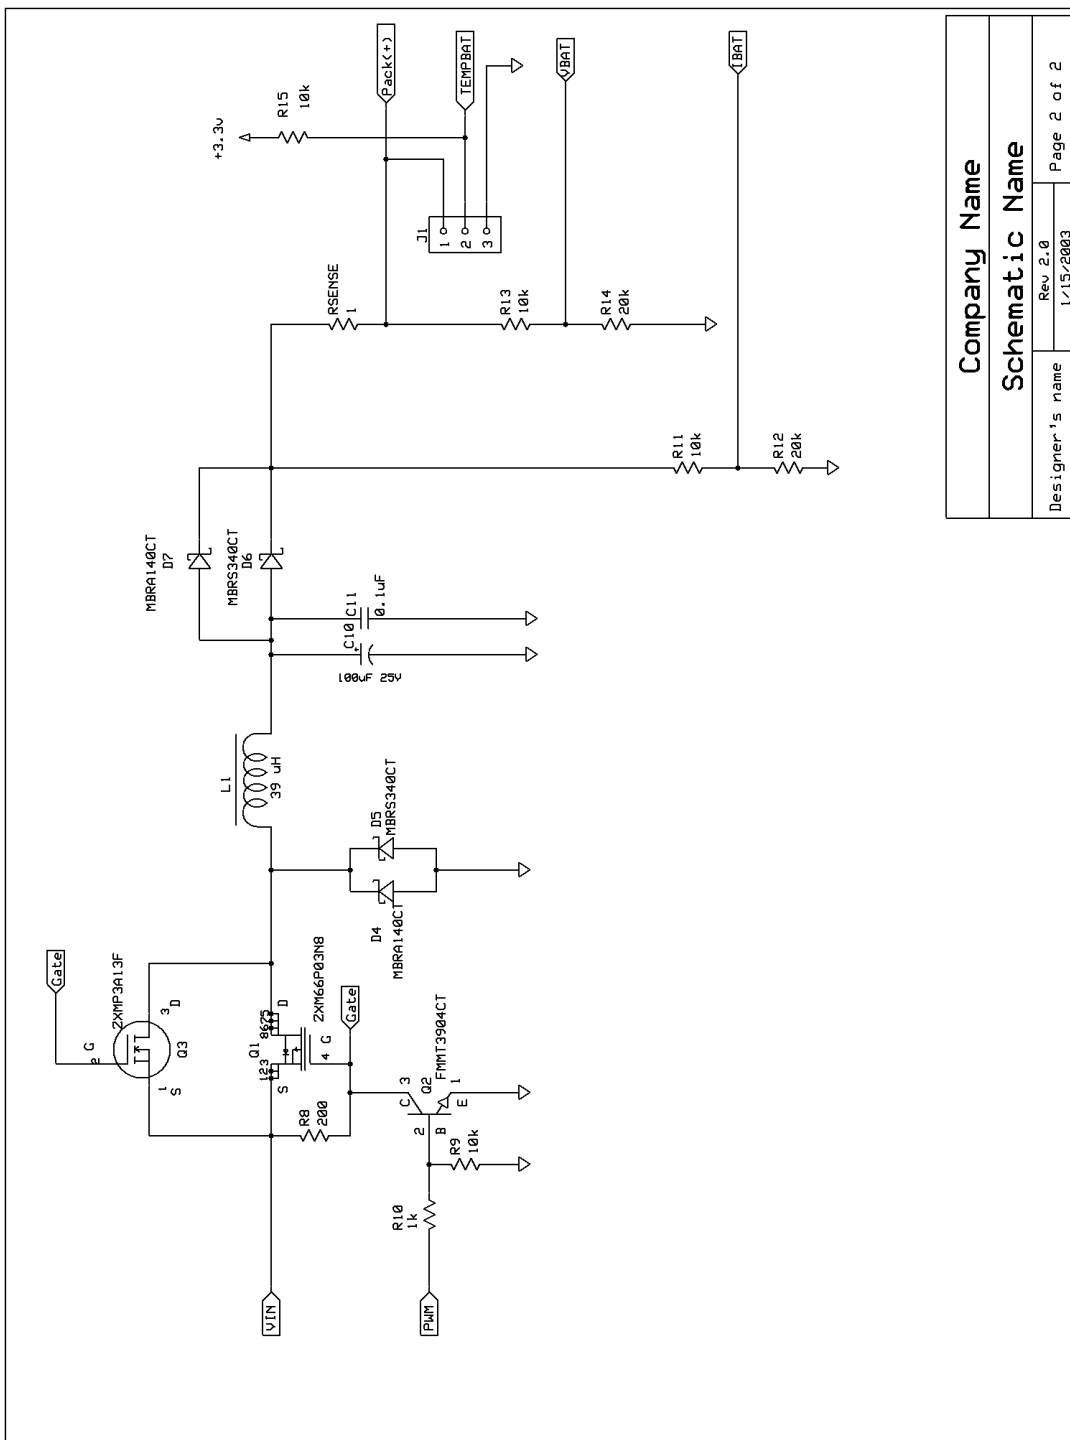 Gate
ZXMP3A13F
G
2
3
D
Q3
1
S
VIN
Q1
123
8675
D
ZXM66P03N8
S
G
4
Gate
R8
200
C
3
Q2
FMMT3904CT
2
B
E
1
R9
10k
R10
1k
PWM
L1
39 uH
D4
MBRA140CT
D5
MBRS340CT
MBRA140CT
D7
MBRS340CT
D6
C10
100uF 25V
C11
0.1uF
+3.3v
R15
10k
Pack(+)
TEMPBAT
VBAT
IBAT
J1
1
2
3
RSENSE
1
R13
10k
R14
20k
R11
10k
R12
20k
Company Name
Schematic Name
Designer's name
Rev 2.0
1/15/2003
Page 2 of 2